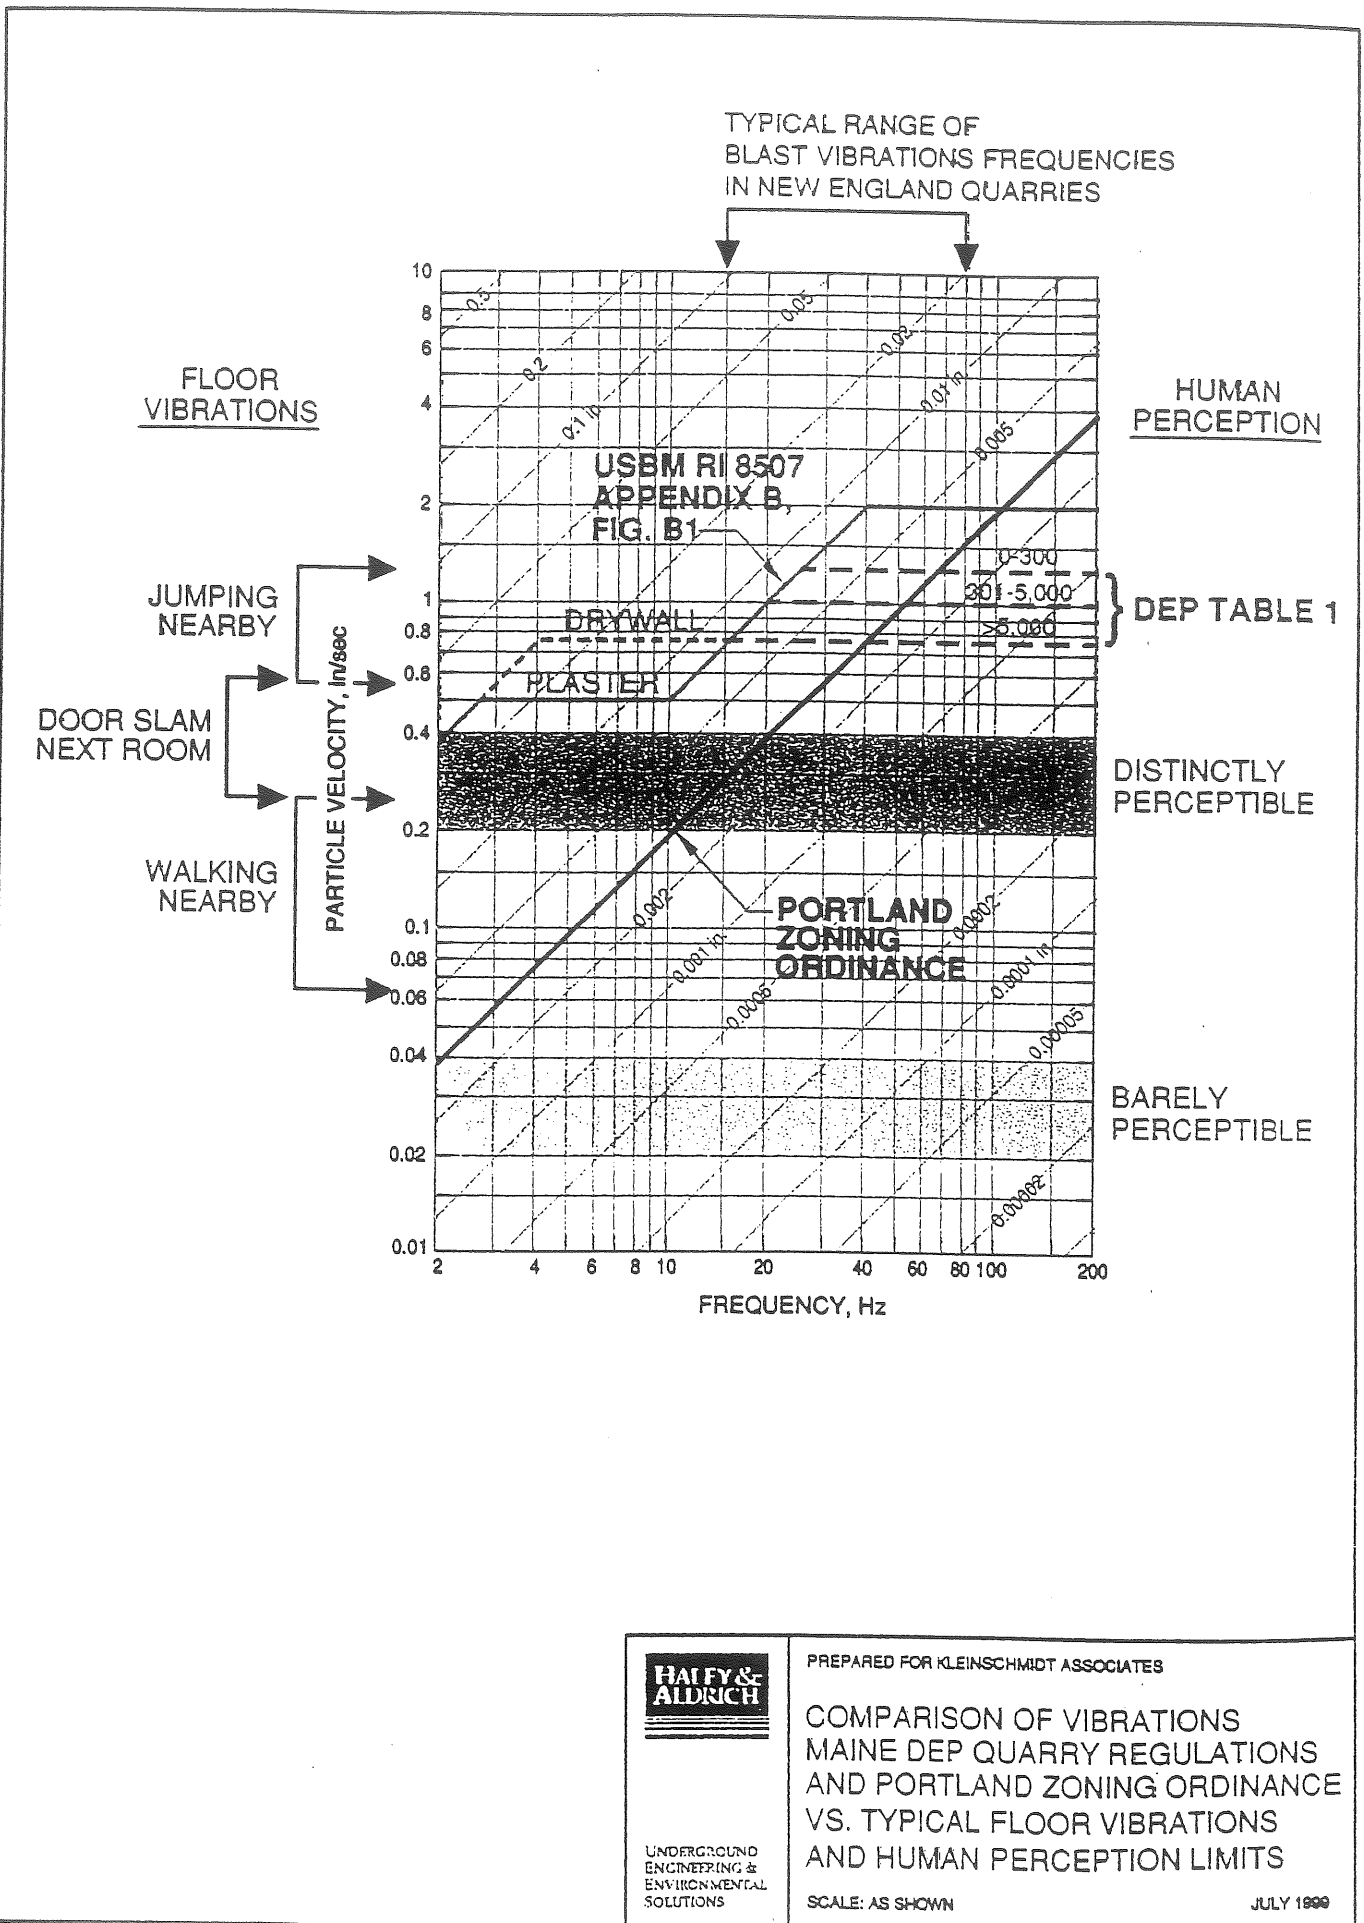 TYPICAL RANGE OF
BLAST VIBRATIONS FREQUENCIES
IN NEW ENGLAND QUARRIES
FLOOR
VIBRATIONS
HUMAN
PERCEPTION
10
8
6
4
2
1
0.8
0.6
0.4
0.2
0.1
0.08
0.06
0.04
0.02
0.01
PARTICLE VELOCITY, in/sec
0.5
0.2
0.1 in
0.05
0.02
0.01 in
0.005
USBM RI 8507
APPENDIX B,
FIG. B1
0-300
301-5,000
>5,000
DEP TABLE 1
DRYWALL
PLASTER
JUMPING
NEARBY
DOOR SLAM
NEXT ROOM
WALKING
NEARBY
DISTINCTLY
PERCEPTIBLE
PORTLAND
ZONING
ORDINANCE
0.002
0.001 in
0.0005
0.0002
0.0001 in
0.00005
0.00002
BARELY
PERCEPTIBLE
2
4
6
8
10
20
40
60
80
100
200
FREQUENCY, Hz
HALEY &
ALDRICH
UNDERGROUND
ENGINEERING &
ENVIRONMENTAL
SOLUTIONS
PREPARED FOR KLEINSCHMIDT ASSOCIATES
COMPARISON OF VIBRATIONS
MAINE DEP QUARRY REGULATIONS
AND PORTLAND ZONING ORDINANCE
VS. TYPICAL FLOOR VIBRATIONS
AND HUMAN PERCEPTION LIMITS
SCALE: AS SHOWN
JULY 1999